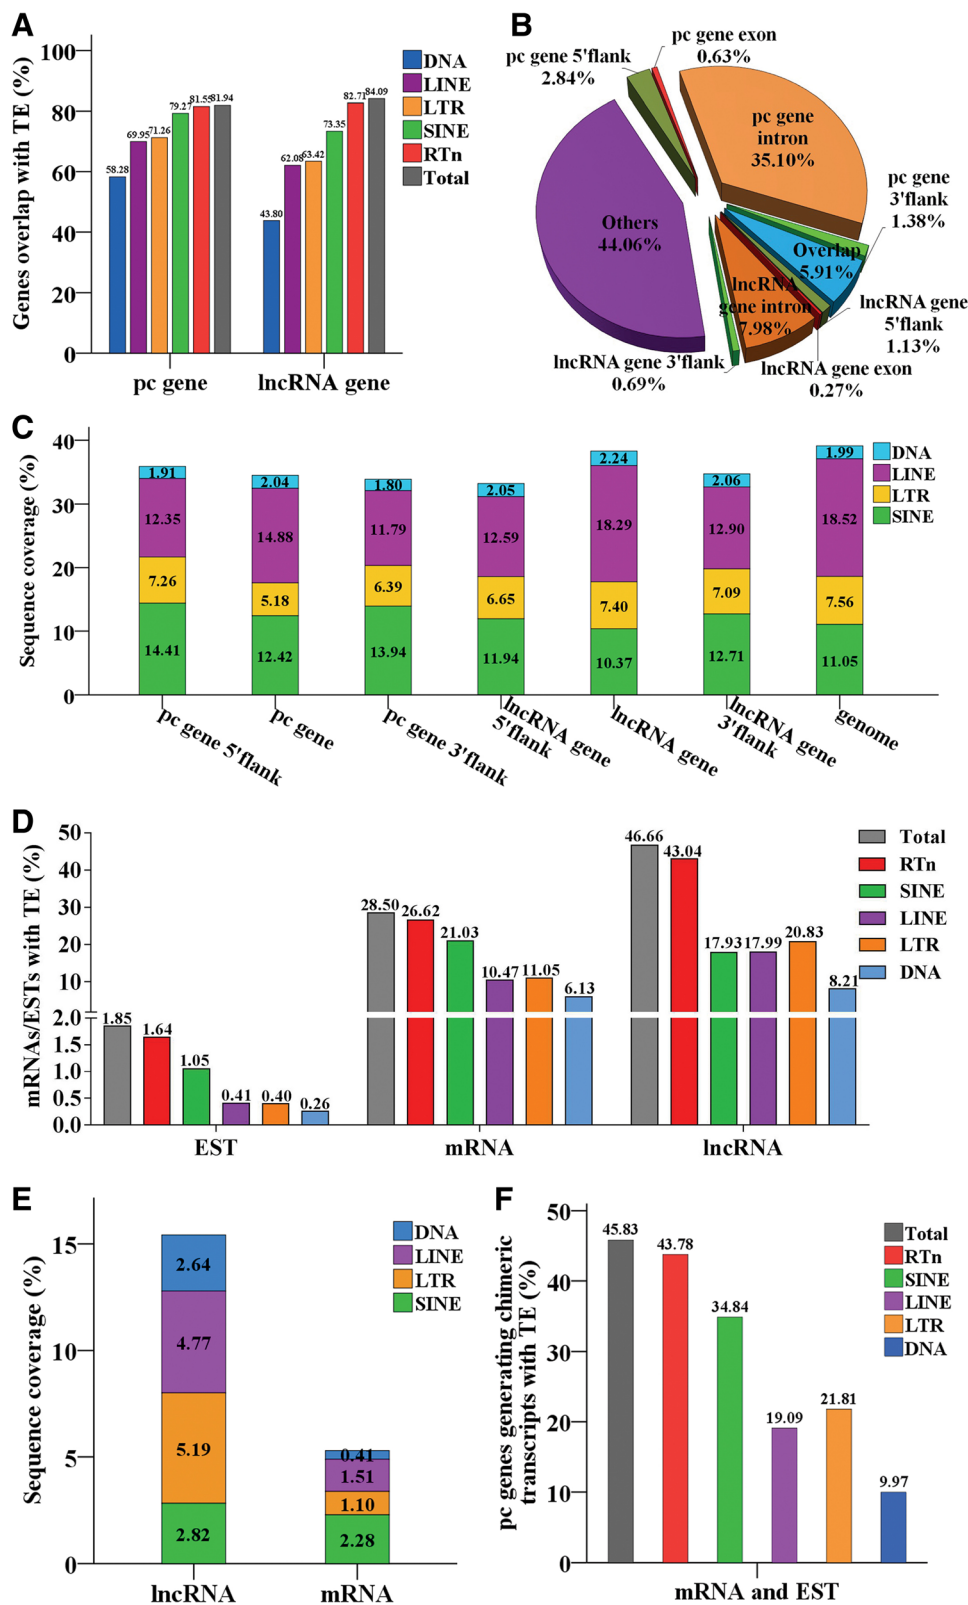 A
Genes overlap with TE (%)
100
80
60
40
20
0
58.28
69.95
71.26
79.27
81.55
81.94
43.80
62.08
63.42
73.35
82.71
84.09
pc gene
lncRNA gene
DNA
LINE
LTR
SINE
RTn
Total
B
pc gene exon
0.63%
pc gene 5'flank
2.84%
pc gene
intron
35.10%
pc gene
3'flank
1.38%
Others
44.06%
Overlap
5.91%
lncRNA
gene intron
7.98%
lncRNA gene
5'flank
1.13%
lncRNA gene 3'flank
0.69%
lncRNA gene exon
0.27%
C
Sequence coverage (%)
40
30
20
10
0
1.91
12.35
7.26
14.41
2.04
14.88
5.18
12.42
1.80
11.79
6.39
13.94
2.05
12.59
6.65
11.94
2.24
18.29
7.40
10.37
2.06
12.90
7.09
12.71
1.99
18.52
7.56
11.05
DNA
LINE
LTR
SINE
pc gene 5'flank
pc gene
pc gene 3'flank
lncRNA gene
5'flank
lncRNA gene
lncRNA gene
3'flank
genome
D
mRNAs/ESTs with TE (%)
50
40
30
20
10
2.0
1.5
1.0
0.5
0.0
1.85
1.64
1.05
0.41
0.40
0.26
28.50
26.62
21.03
10.47
11.05
6.13
46.66
43.04
17.93
17.99
20.83
8.21
EST
mRNA
lncRNA
Total
RTn
SINE
LINE
LTR
DNA
E
Sequence coverage (%)
15
10
5
0
2.64
4.77
5.19
2.82
0.41
1.51
1.10
2.28
lncRNA
mRNA
DNA
LINE
LTR
SINE
F
pc genes generating chimeric
transcripts with TE (%)
50
40
30
20
10
0
45.83
43.78
34.84
19.09
21.81
9.97
mRNA and EST
Total
RTn
SINE
LINE
LTR
DNA